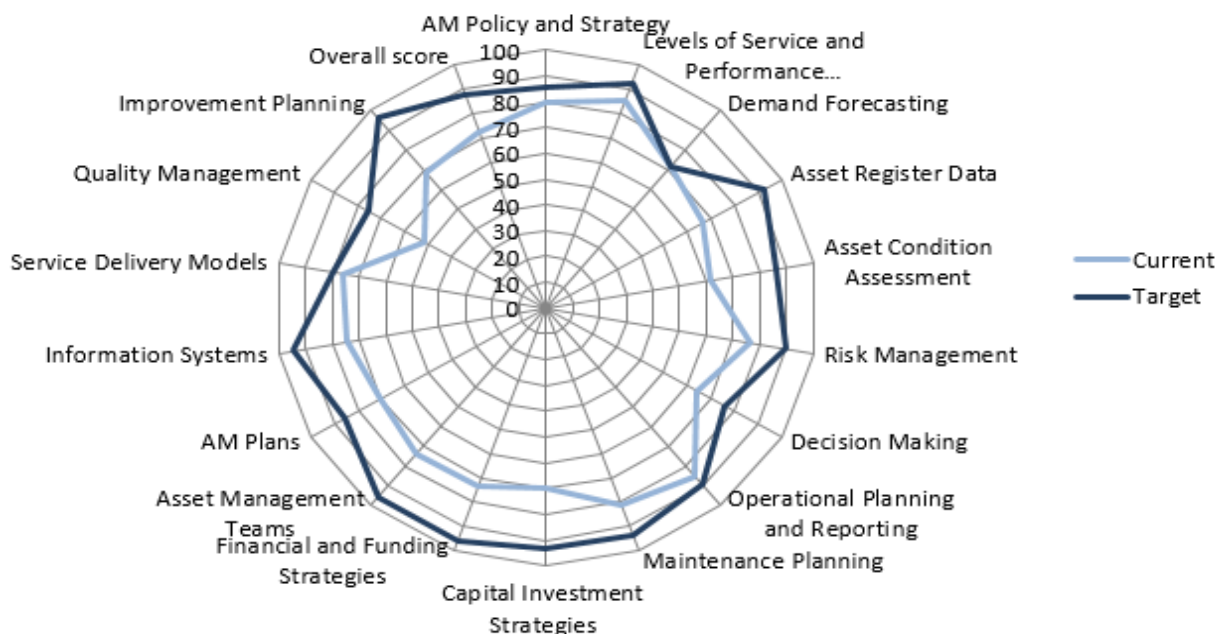 AM Policy and Strategy
Levels of Service and
Performance...
Demand Forecasting
Asset Register Data
Asset Condition
Assessment
Risk Management
Decision Making
Operational Planning
and Reporting
Maintenance Planning
Capital Investment
Strategies
Financial and Funding
Strategies
Asset Management
Teams
AM Plans
Information Systems
Service Delivery Models
Quality Management
Improvement Planning
Overall score
100
90
80
70
60
50
40
30
20
10
0
Current
Target